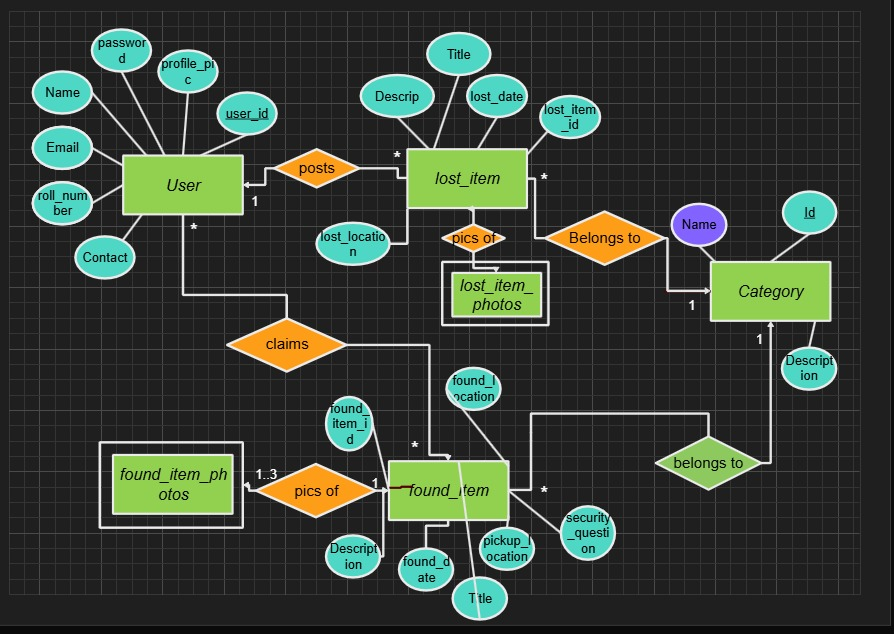 passwor
d
profile_pi
c
Name
user_id
Email
roll_num
ber
Contact
User
1
*
posts
*
Title
Descrip
lost_date
lost_item
_id
lost_item
*
lost_locatio
n
pics of
lost_item_
photos
Belongs to
1
Name
Id
Category
1
Descript
ion
claims
*
found_l
ocation
found_
item_i
d
found_item_ph
otos
1..3
pics of
1
found_item
*
belongs to
Descript
ion
found_d
ate
pickup_l
ocation
security
_questi
on
Title